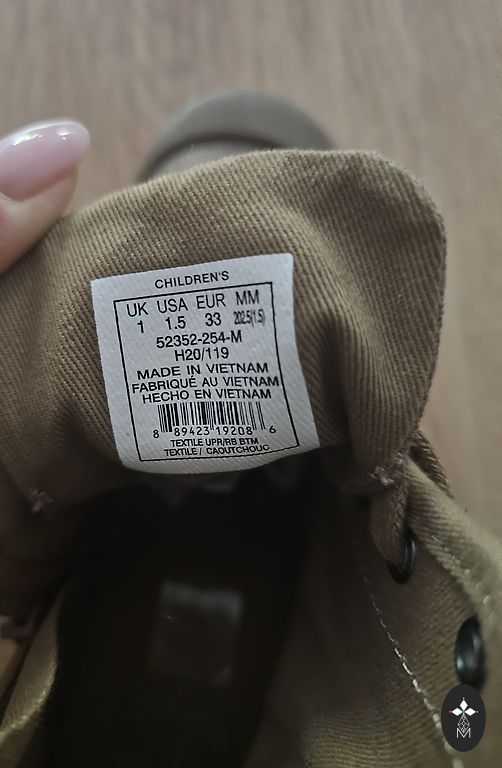 CHILDREN'S
UK USA EUR MM
1 1.5 33 202.5(1.5)
52352-254-M
H20/119
MADE IN VIETNAM
FABRIQUÉ AU VIETNAM
HECHO EN VIETNAM
8 89423 19208 6
TEXTILE UPR/RB BTM
TEXTILE / CAOUTCHOUC
M